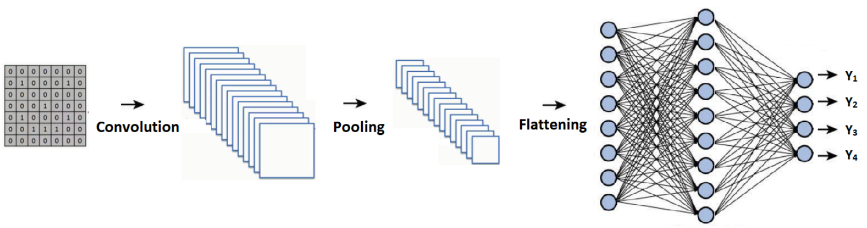 0 0 0 0 0 0 0
0 1 0 0 0 1 0
0 0 0 0 0 0 0
0 0 0 1 0 0 0
0 1 0 0 0 1 0
0 0 1 1 1 0 0
0 0 0 0 0 0 0
Convolution
Pooling
Flattening
Y1
Y2
Y3
Y4